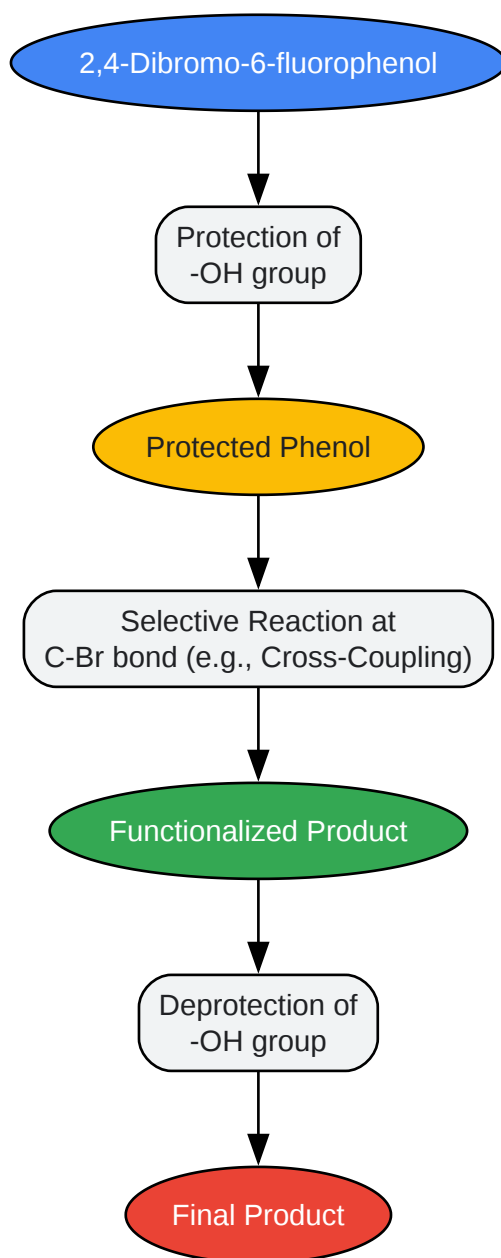 2,4-Dibromo-6-fluorophenol
Protection of
-OH group
Protected Phenol
Selective Reaction at
C-Br bond (e.g., Cross-Coupling)
Functionalized Product
Deprotection of
-OH group
Final Product